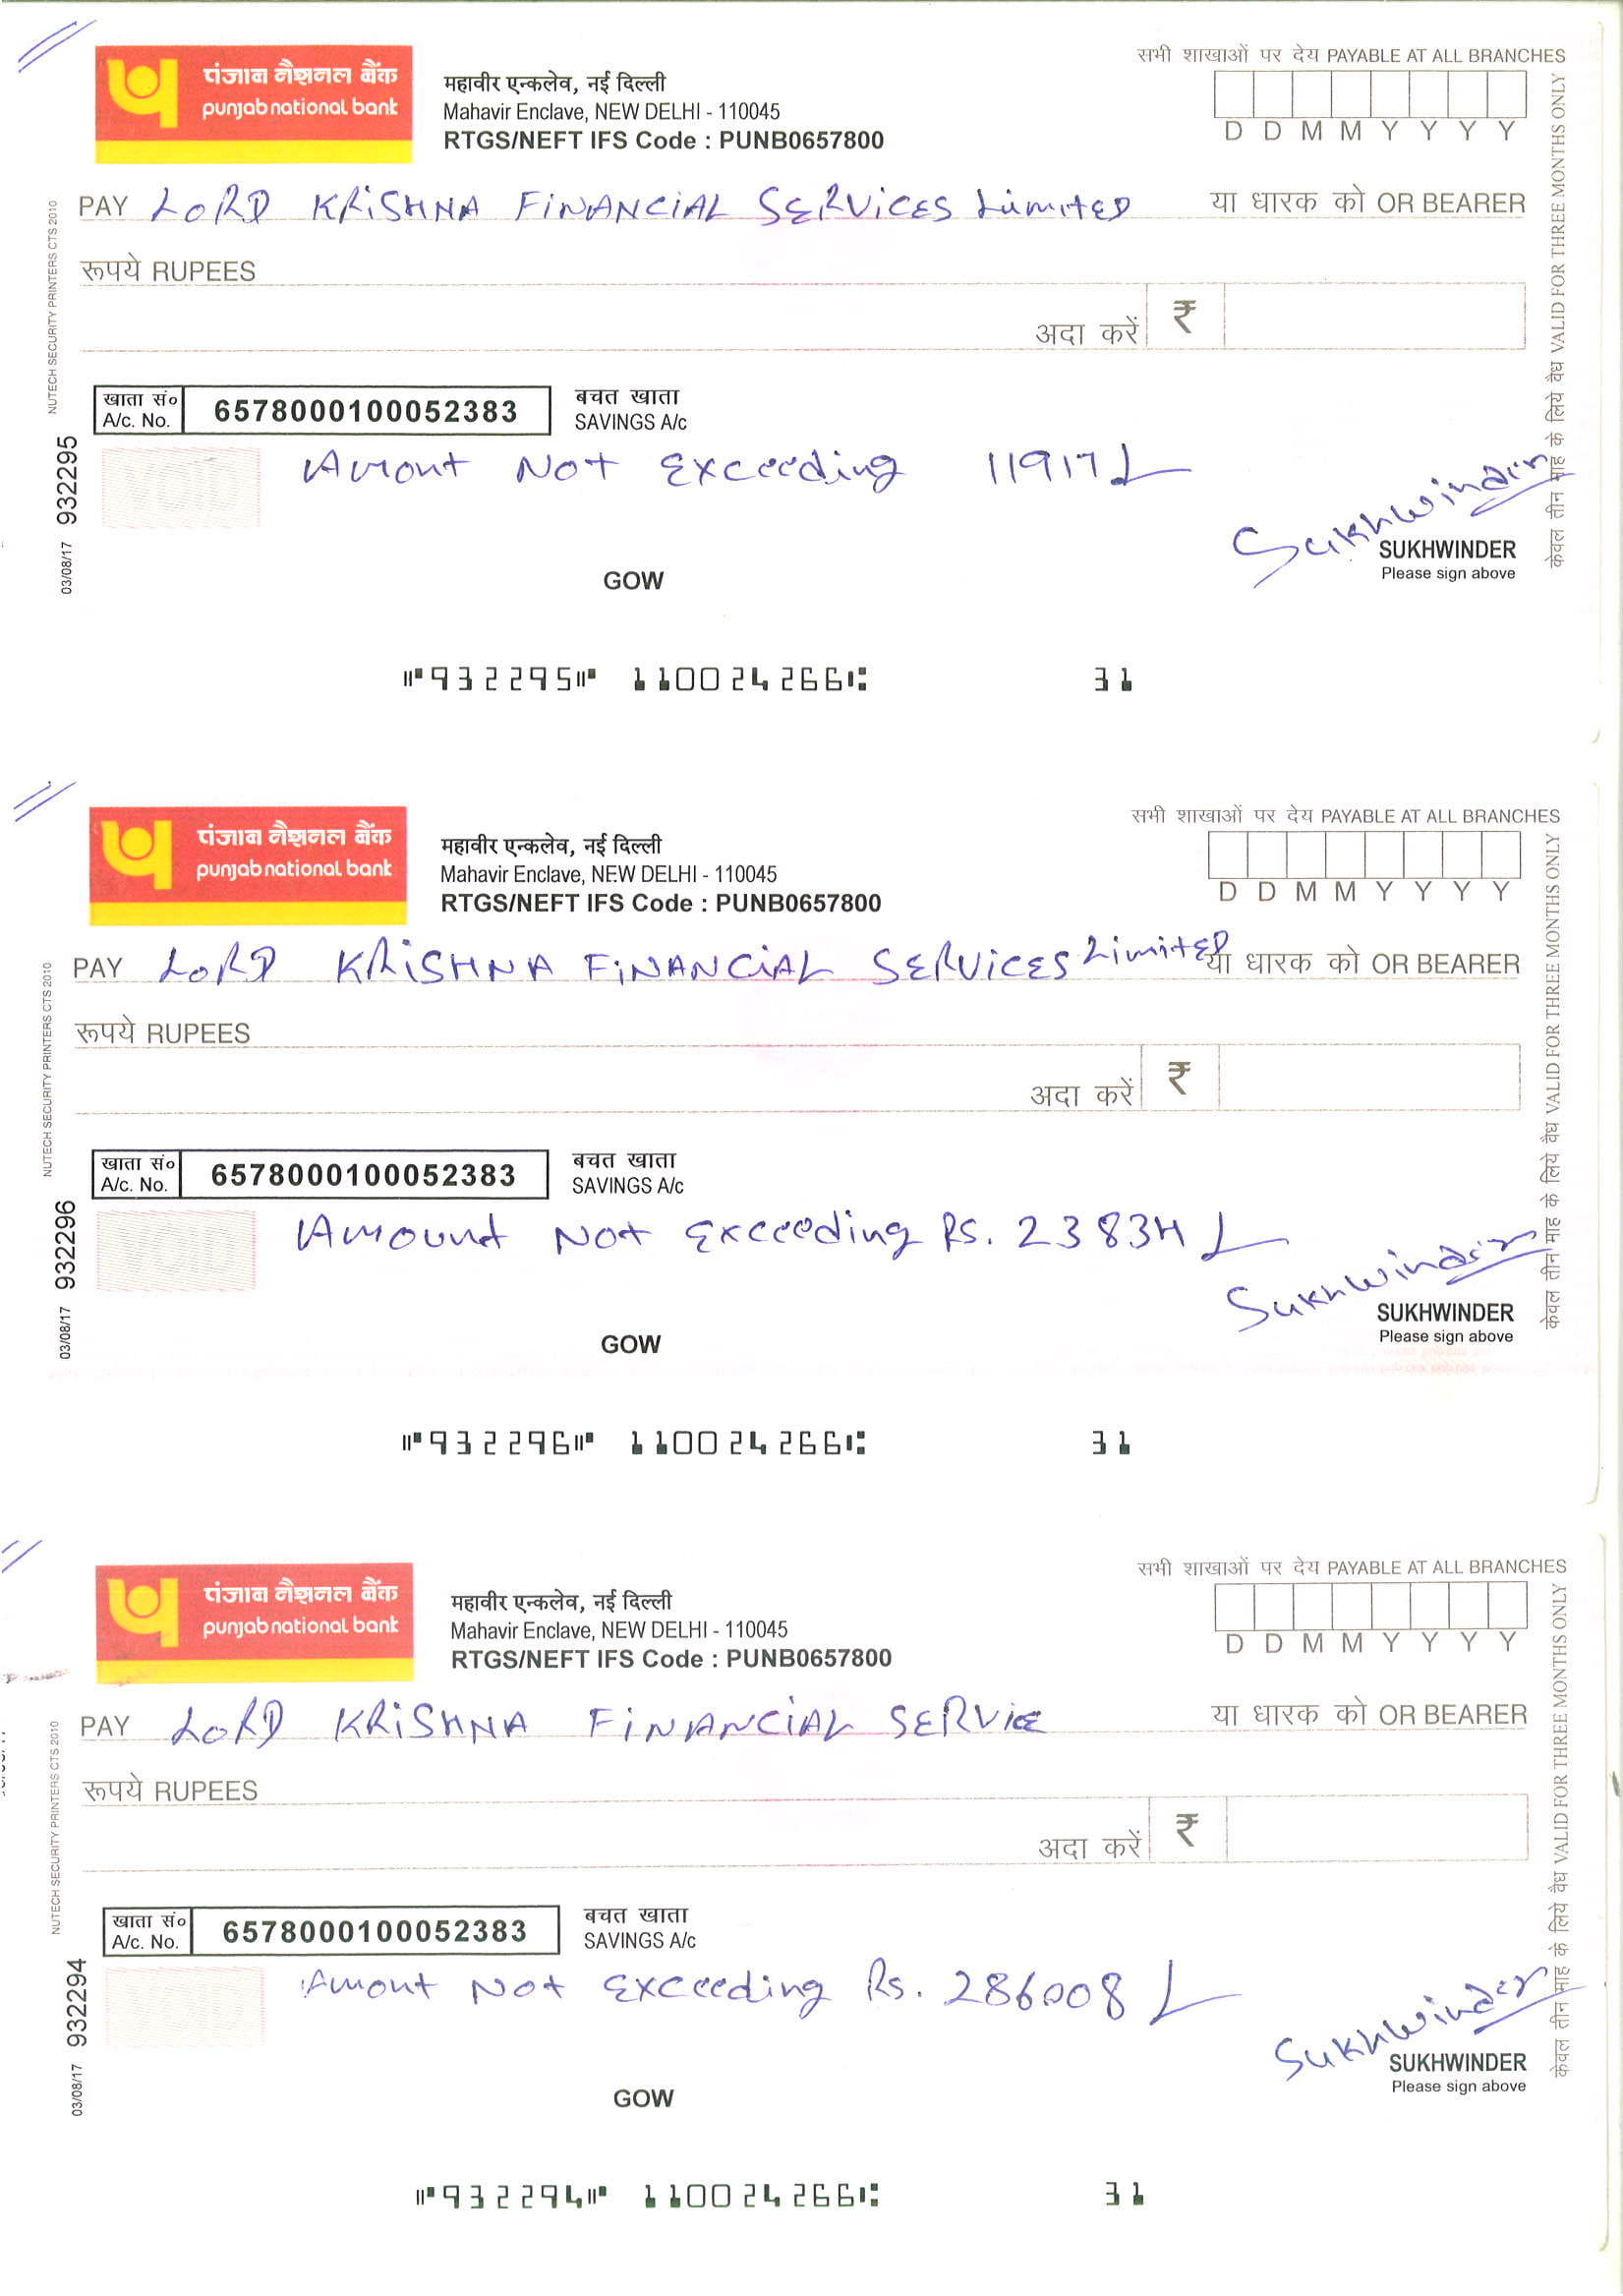 सभी शाखाओं पर देय PAYABLE AT ALL BRANCHES
पंजाब नैशनल बैंक
punjab national bank
महावीर एन्कलेव, नई दिल्ली
Mahavir Enclave, NEW DELHI - 110045
RTGS/NEFT IFS Code : PUNB0657800
D D M M Y Y Y Y
PAY LORD KRiSHNA FiNANCiAL SERViCES LimitED या धारक को OR BEARER
रूपये RUPEES
अदा करें ₹
खाता सं०
A/c. No.
6578000100052383
बचत खाता
SAVINGS A/c
Amount Not Exceeding 11917/-
Sukhwinder
SUKHWINDER
Please sign above
GOW
NUTECH SECURITY PRINTERS CTS 2010
03/08/17 932295
केवल तीन माह के लिये वैध VALID FOR THREE MONTHS ONLY
⑈932295⑈ 110024266⑆ 31
सभी शाखाओं पर देय PAYABLE AT ALL BRANCHES
पंजाब नैशनल बैंक
punjab national bank
महावीर एन्कलेव, नई दिल्ली
Mahavir Enclave, NEW DELHI - 110045
RTGS/NEFT IFS Code : PUNB0657800
D D M M Y Y Y Y
PAY LORD KRiSHNA FiNANCiAL SERViCES LimitED या धारक को OR BEARER
रूपये RUPEES
अदा करें ₹
खाता सं०
A/c. No.
6578000100052383
बचत खाता
SAVINGS A/c
Amount Not Exceeding Rs. 23834/-
Sukhwinder
SUKHWINDER
Please sign above
GOW
NUTECH SECURITY PRINTERS CTS 2010
03/08/17 932296
केवल तीन माह के लिये वैध VALID FOR THREE MONTHS ONLY
⑈932296⑈ 110024266⑆ 31
सभी शाखाओं पर देय PAYABLE AT ALL BRANCHES
पंजाब नैशनल बैंक
punjab national bank
महावीर एन्कलेव, नई दिल्ली
Mahavir Enclave, NEW DELHI - 110045
RTGS/NEFT IFS Code : PUNB0657800
D D M M Y Y Y Y
PAY LORD KRiSHNA FiNANCiAL SERVicE या धारक को OR BEARER
रूपये RUPEES
अदा करें ₹
खाता सं०
A/c. No.
6578000100052383
बचत खाता
SAVINGS A/c
Amount Not Exceeding Rs. 286008/-
Sukhwinder
SUKHWINDER
Please sign above
GOW
NUTECH SECURITY PRINTERS CTS 2010
03/08/17 932294
केवल तीन माह के लिये वैध VALID FOR THREE MONTHS ONLY
⑈932294⑈ 110024266⑆ 31